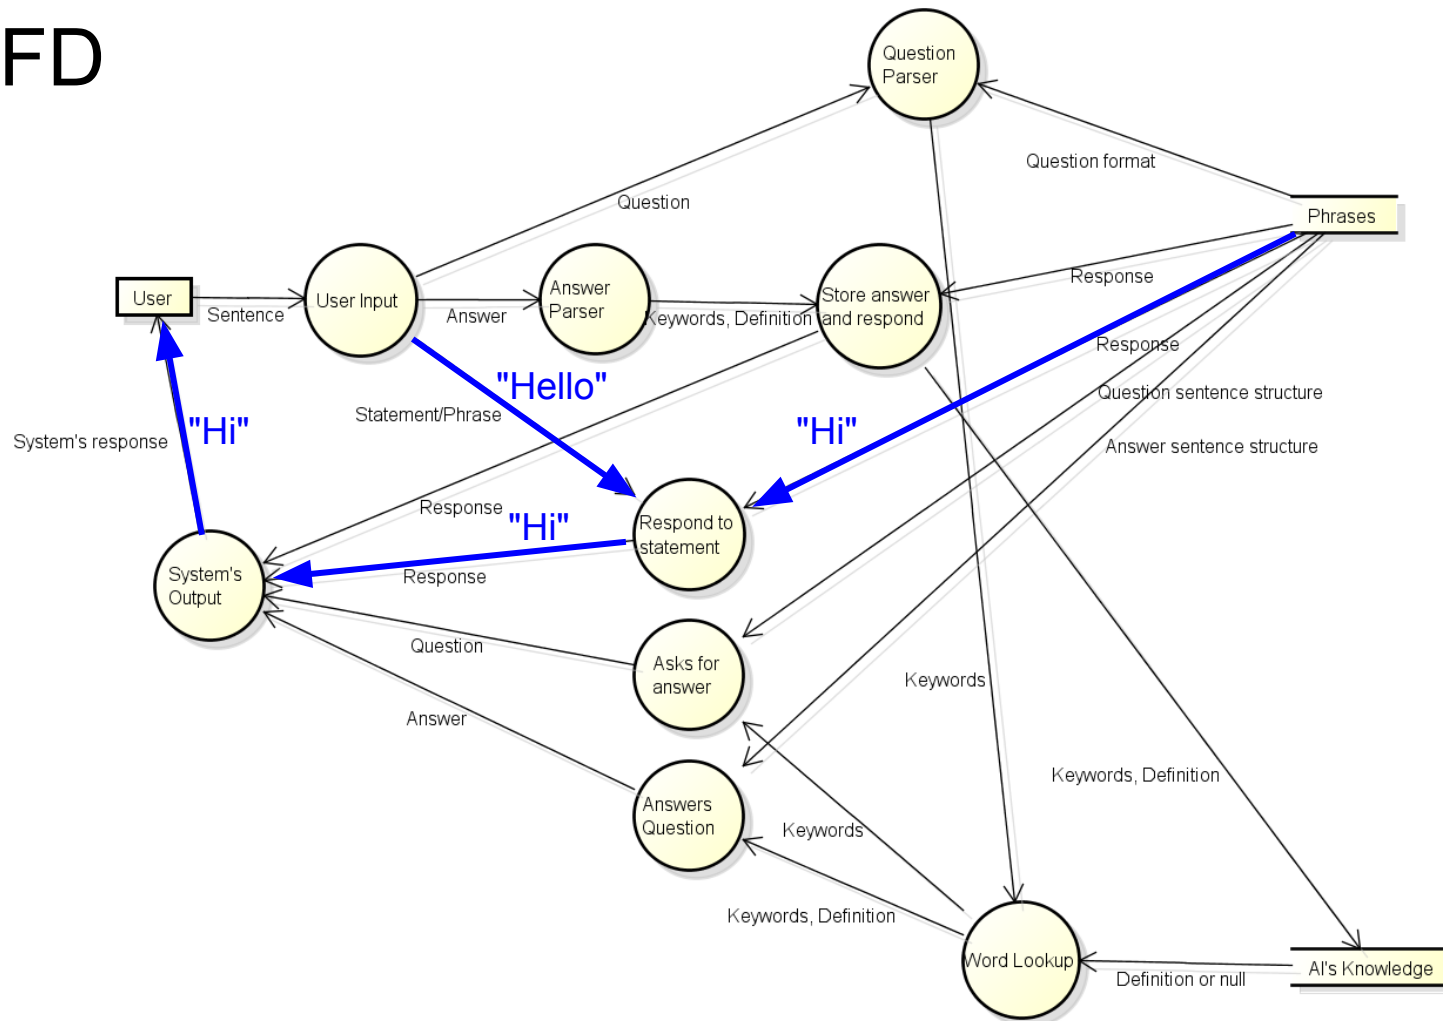 FD
Question
Parser
Question format
Question
Phrases
User
Sentence
User Input
Answer
Answer
Parser
Keywords, Definition
Store answer
and respond
Response
Response
"Hello"
Statement/Phrase
Question sentence structure
"Hi"
System's response
"Hi"
Answer sentence structure
Response
"Hi"
Respond to
statement
System's
Output
Response
Question
Asks for
answer
Keywords
Answer
Answers
Question
Keywords, Definition
Keywords
Keywords, Definition
Word Lookup
Definition or null
AI's Knowledge